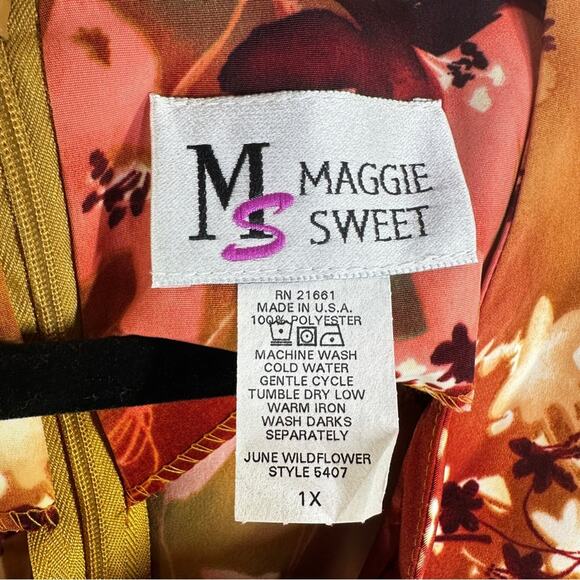 MS MAGGIE
SWEET
RN 21661
MADE IN U.S.A.
100% POLYESTER
MACHINE WASH
COLD WATER
GENTLE CYCLE
TUMBLE DRY LOW
WARM IRON
WASH DARKS
SEPARATELY
JUNE WILDFLOWER
STYLE 5407
1X